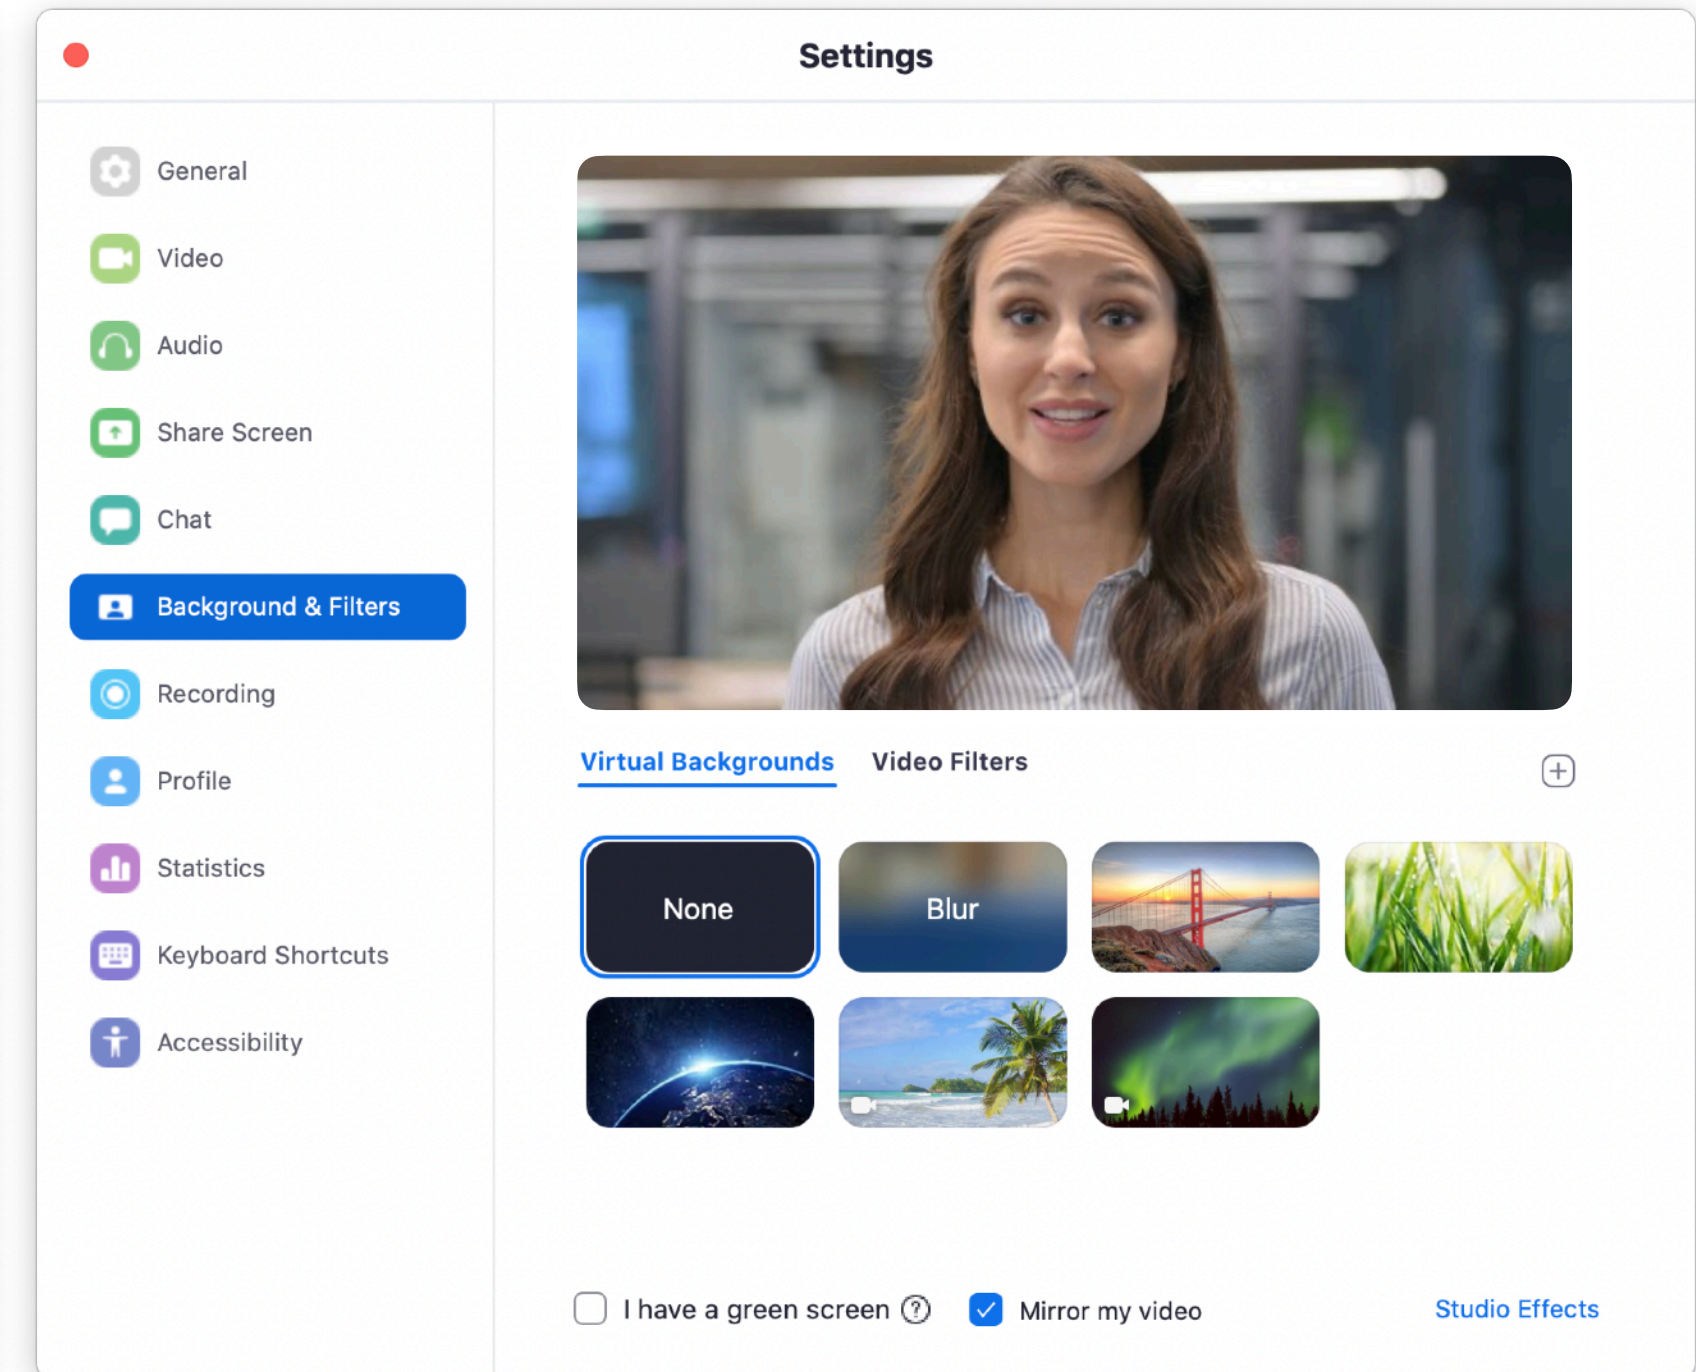 Settings
General
Video
Audio
Share Screen
Chat
Background & Filters
Recording
Profile
Statistics
Keyboard Shortcuts
Accessibility
Virtual Backgrounds Video Filters
None Blur
I have a green screen ? Mirror my video Studio Effects